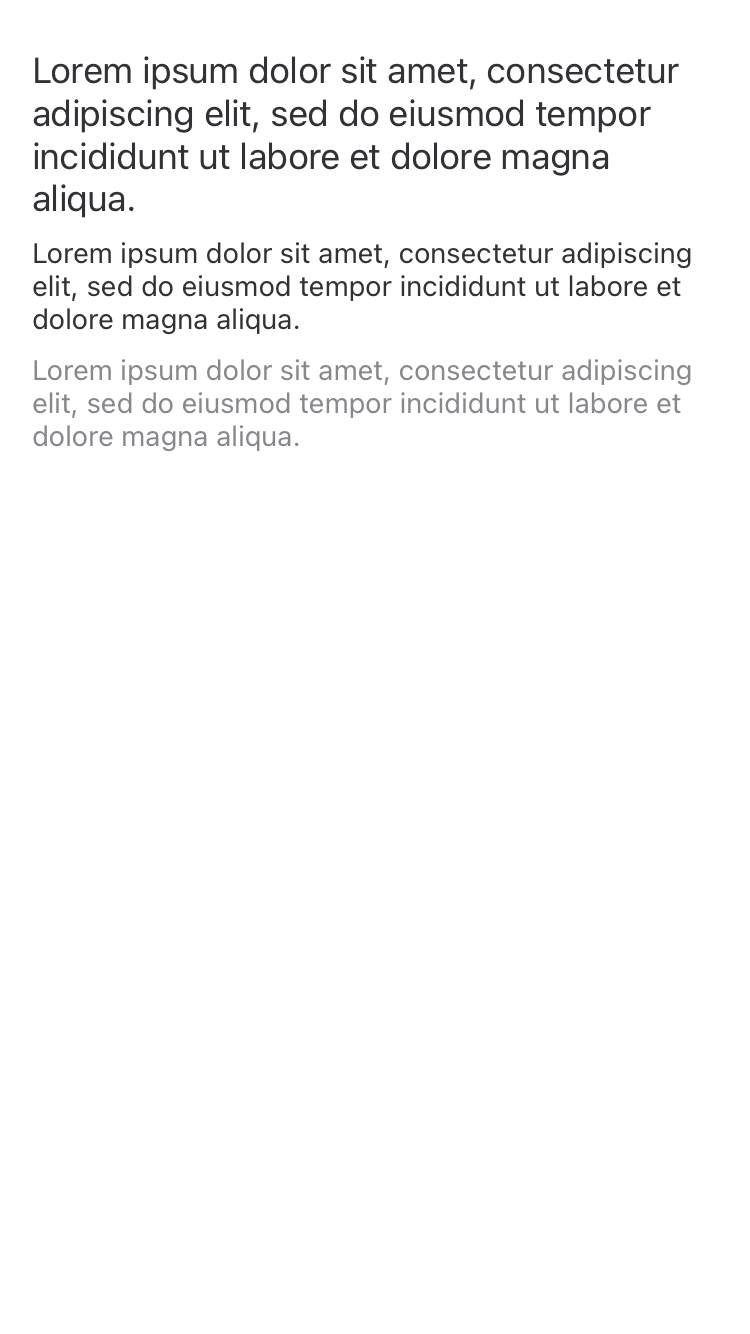 Lorem ipsum dolor sit amet, consectetur
adipiscing elit, sed do eiusmod tempor
incididunt ut labore et dolore magna
aliqua.
Lorem ipsum dolor sit amet, consectetur adipiscing
elit, sed do eiusmod tempor incididunt ut labore et
dolore magna aliqua.
Lorem ipsum dolor sit amet, consectetur adipiscing
elit, sed do eiusmod tempor incididunt ut labore et
dolore magna aliqua.